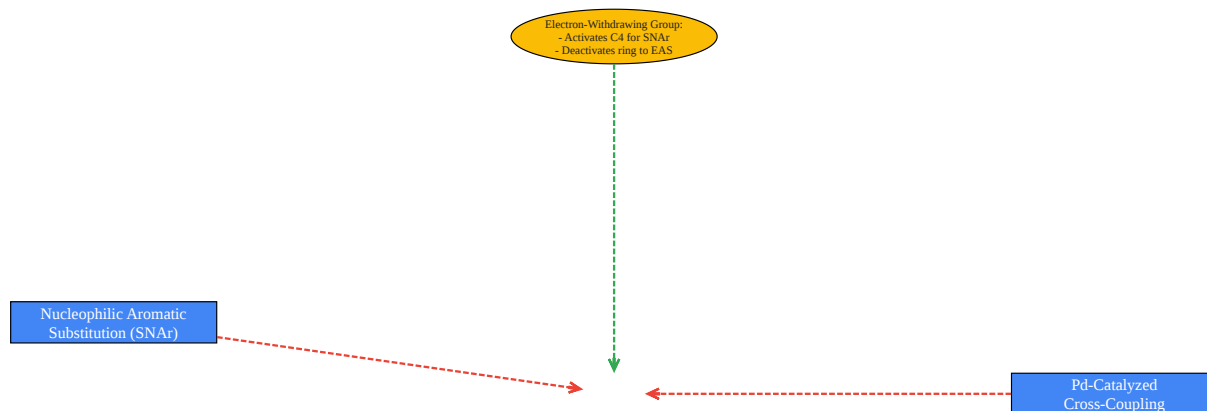 Electron-Withdrawing Group:
- Activates C4 for SNAr
- Deactivates ring to EAS
Nucleophilic Aromatic
Substitution (SNAr)
Pd-Catalyzed
Cross-Coupling